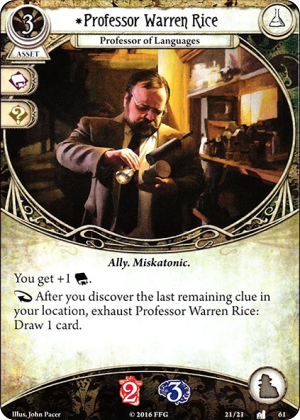 3
*Professor Warren Rice
ASSET
Professor of Languages
?
Ally. Miskatonic.
You get +1 .
After you discover the last remaining clue in
your location, exhaust Professor Warren Rice:
Draw 1 card.
2
3
Illus. John Pacer
© 2016 FFG
21/21
61